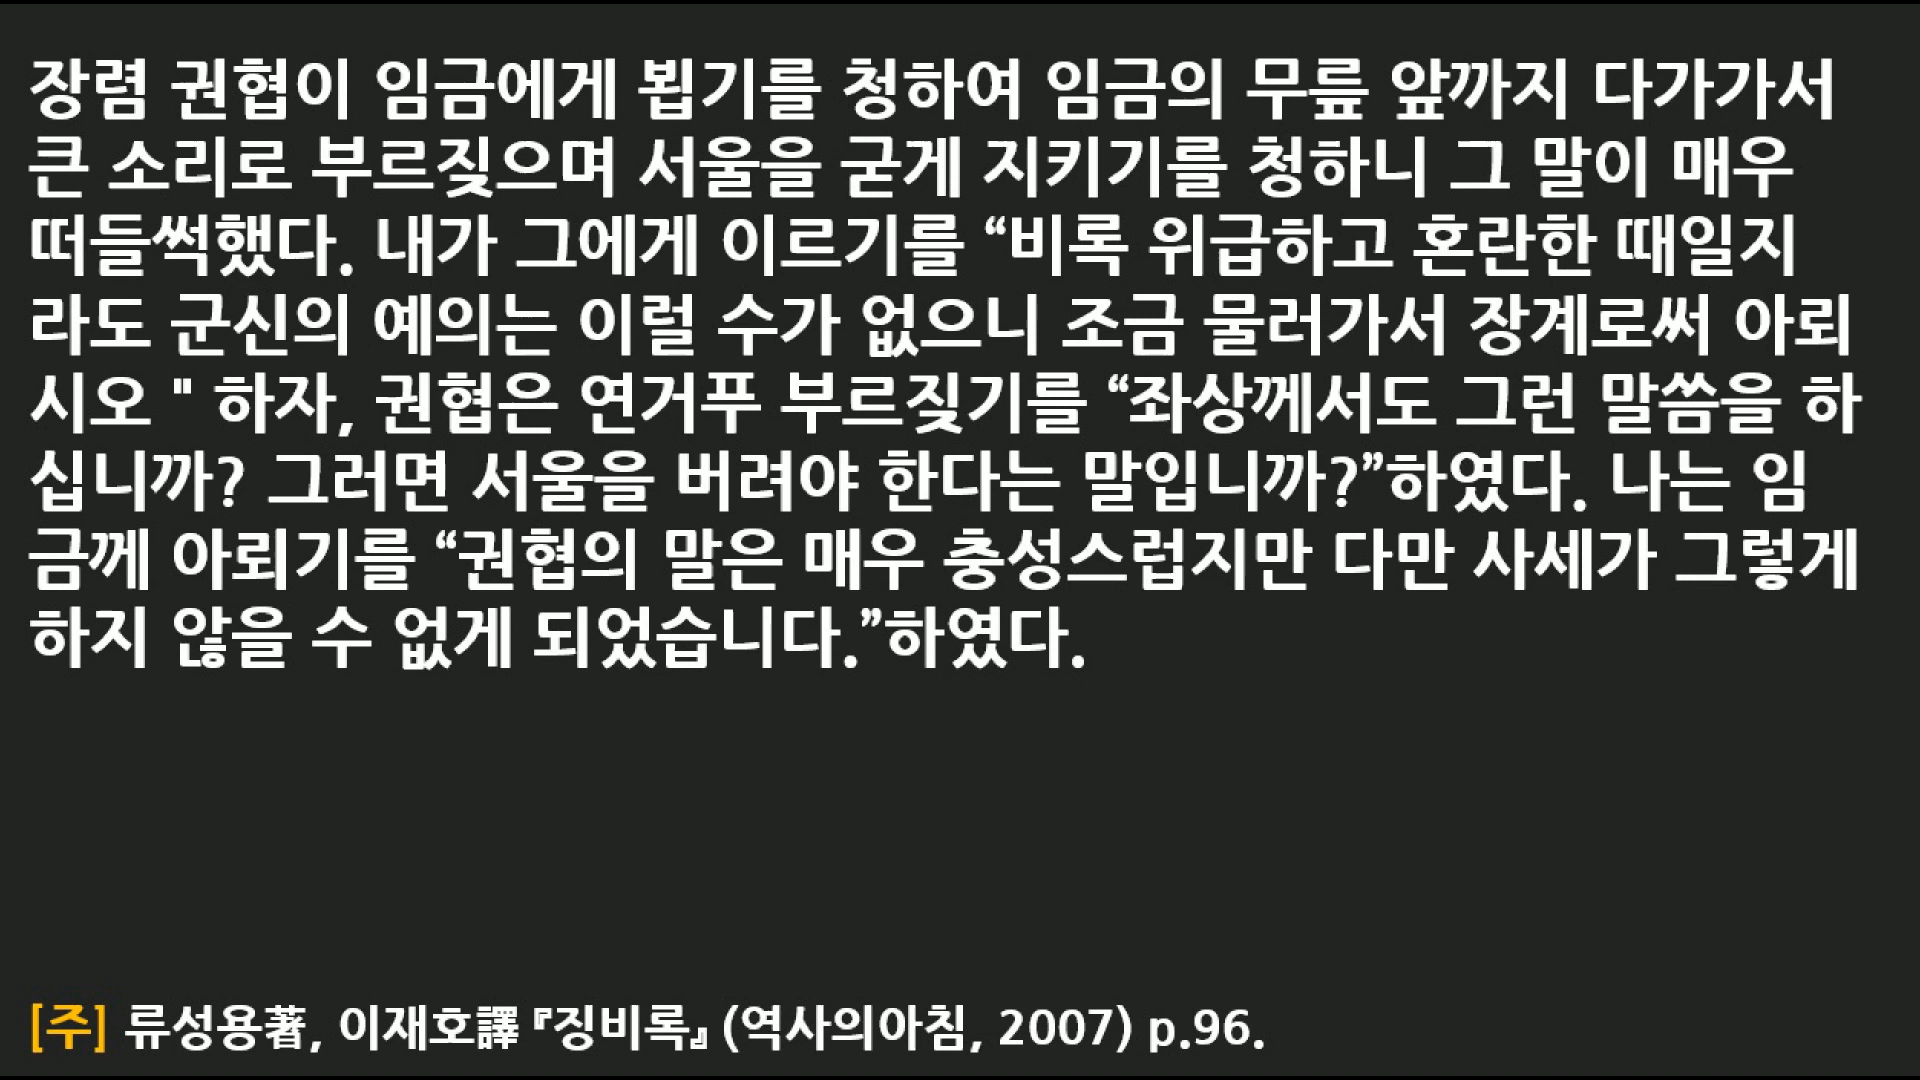 장렴 권협이 임금에게 뵙기를 청하여 임금의 무릎 앞까지 다가가서
큰 소리로 부르짖으며 서울을 굳게 지키기를 청하니 그 말이 매우
떠들썩했다. 내가 그에게 이르기를 “비록 위급하고 혼란한 때일지
라도 군신의 예의는 이럴 수가 없으니 조금 물러가서 장계로써 아뢰
시오 " 하자, 권협은 연거푸 부르짖기를 “좌상께서도 그런 말씀을 하
십니까? 그러면 서울을 버려야 한다는 말입니까?”하였다. 나는 임
금께 아뢰기를 “권협의 말은 매우 충성스럽지만 다만 사세가 그렇게
하지 않을 수 없게 되었습니다.”하였다.
[주] 류성용著, 이재호譯『징비록』(역사의아침, 2007) p.96.